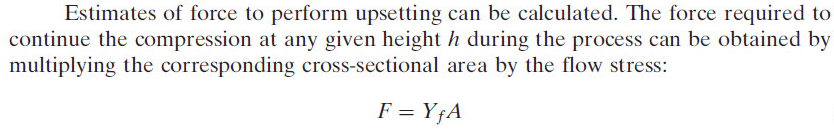 Estimates of force to perform upsetting can be calculated. The force required to
continue the compression at any given height h during the process can be obtained by
multiplying the corresponding cross-sectional area by the flow stress:
F = Y_f A